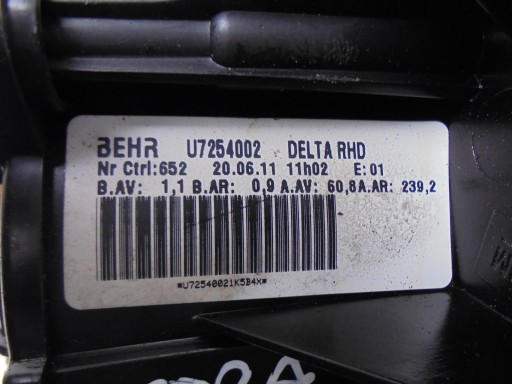 BEHR U7254002 DELTA RHD
Nr Ctrl:652 20.06.11 11h02 E:01
B.AV: 1,1 B.AR: 0,9 A.AV: 60,8A.AR: 239,2
*U72540021K5B4X*